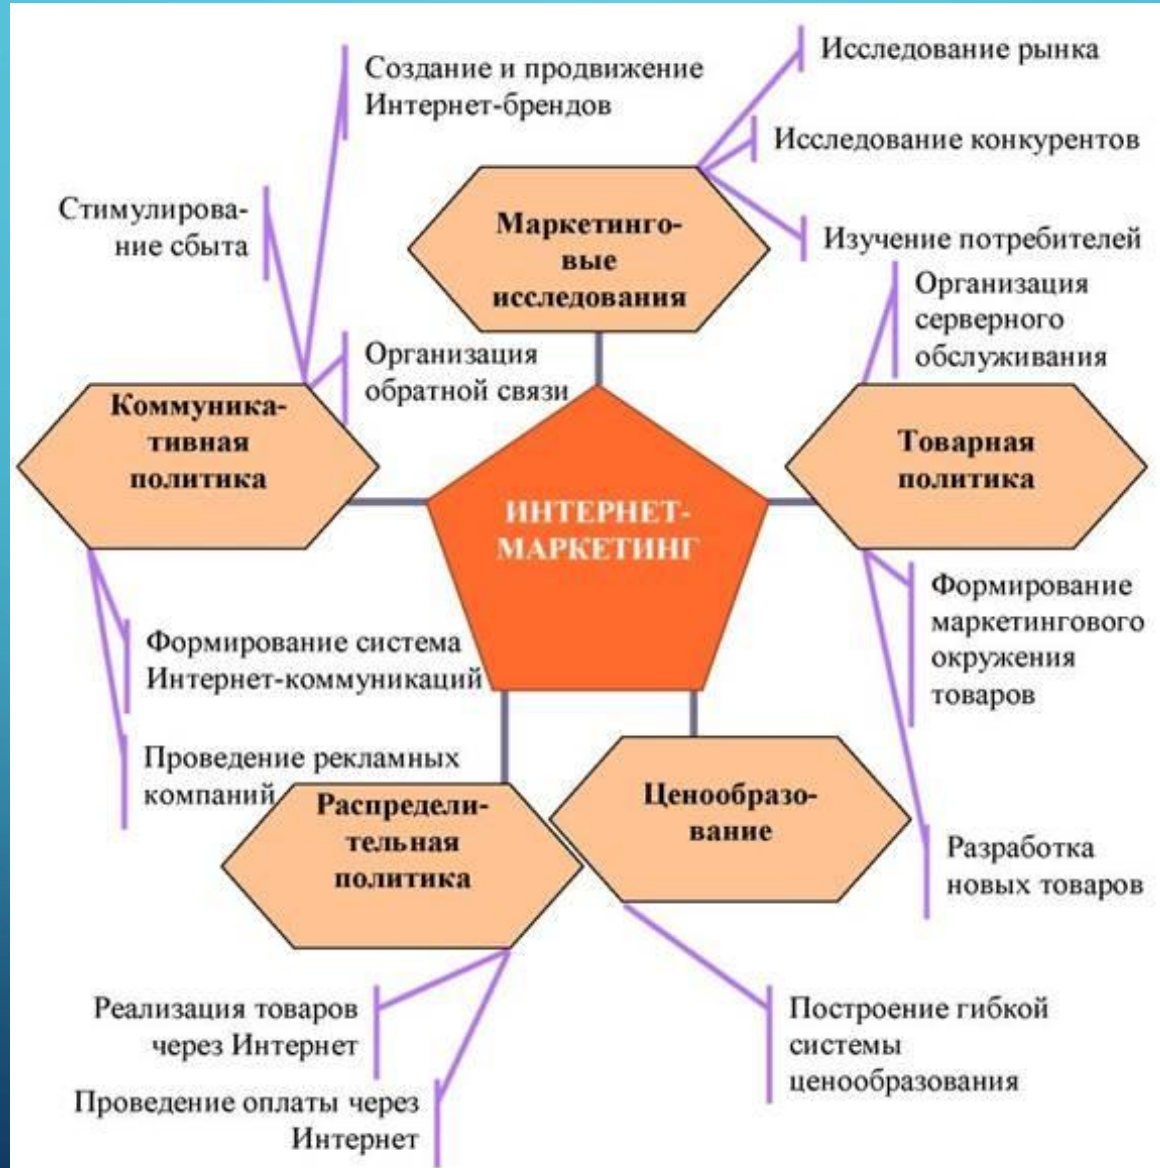 Исследование рынка
Создание и продвижение
Интернет-брендов
Исследование конкурентов
Стимулирова-
ние сбыта
Маркетинго-
вые
исследования
Изучение потребителей
Организация
серверного
обслуживания
Организация
обратной связи
Коммуника-
тивная
политика
Товарная
политика
ИНТЕРНЕТ-
МАРКЕТИНГ
Формирование
маркетингового
окружения
товаров
Формирование система
Интернет-коммуникаций
Проведение рекламных
компаний
Распредели-
тельная
политика
Ценообразо-
вание
Разработка
новых товаров
Реализация товаров
через Интернет
Проведение оплаты через
Интернет
Построение гибкой
системы
ценообразования